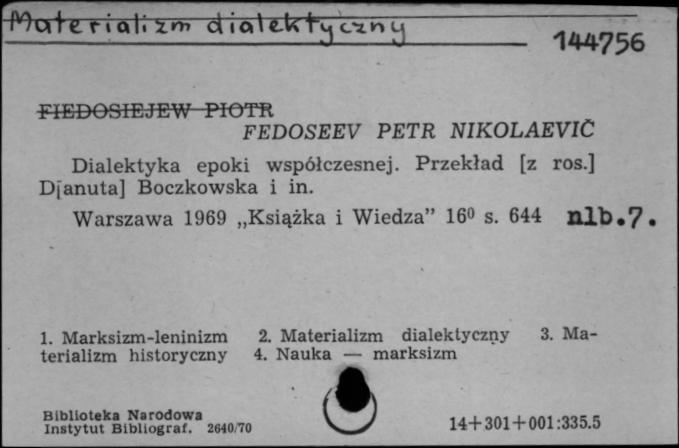 Materializm dialektyczny
144756
FIEDOSIEJEW PIOTR
FEDOSEEV PETR NIKOLAEVIČ
Dialektyka epoki współczesnej. Przekład [z ros.]
D[anuta] Boczkowska i in.
Warszawa 1969 „Książka i Wiedza” 16⁰ s. 644 nlb.7.
1. Marksizm-leninizm 2. Materializm dialektyczny 3. Ma-
terializm historyczny 4. Nauka — marksizm
Biblioteka Narodowa
Instytut Bibliograf. 2640/70
14+301+001:335.5